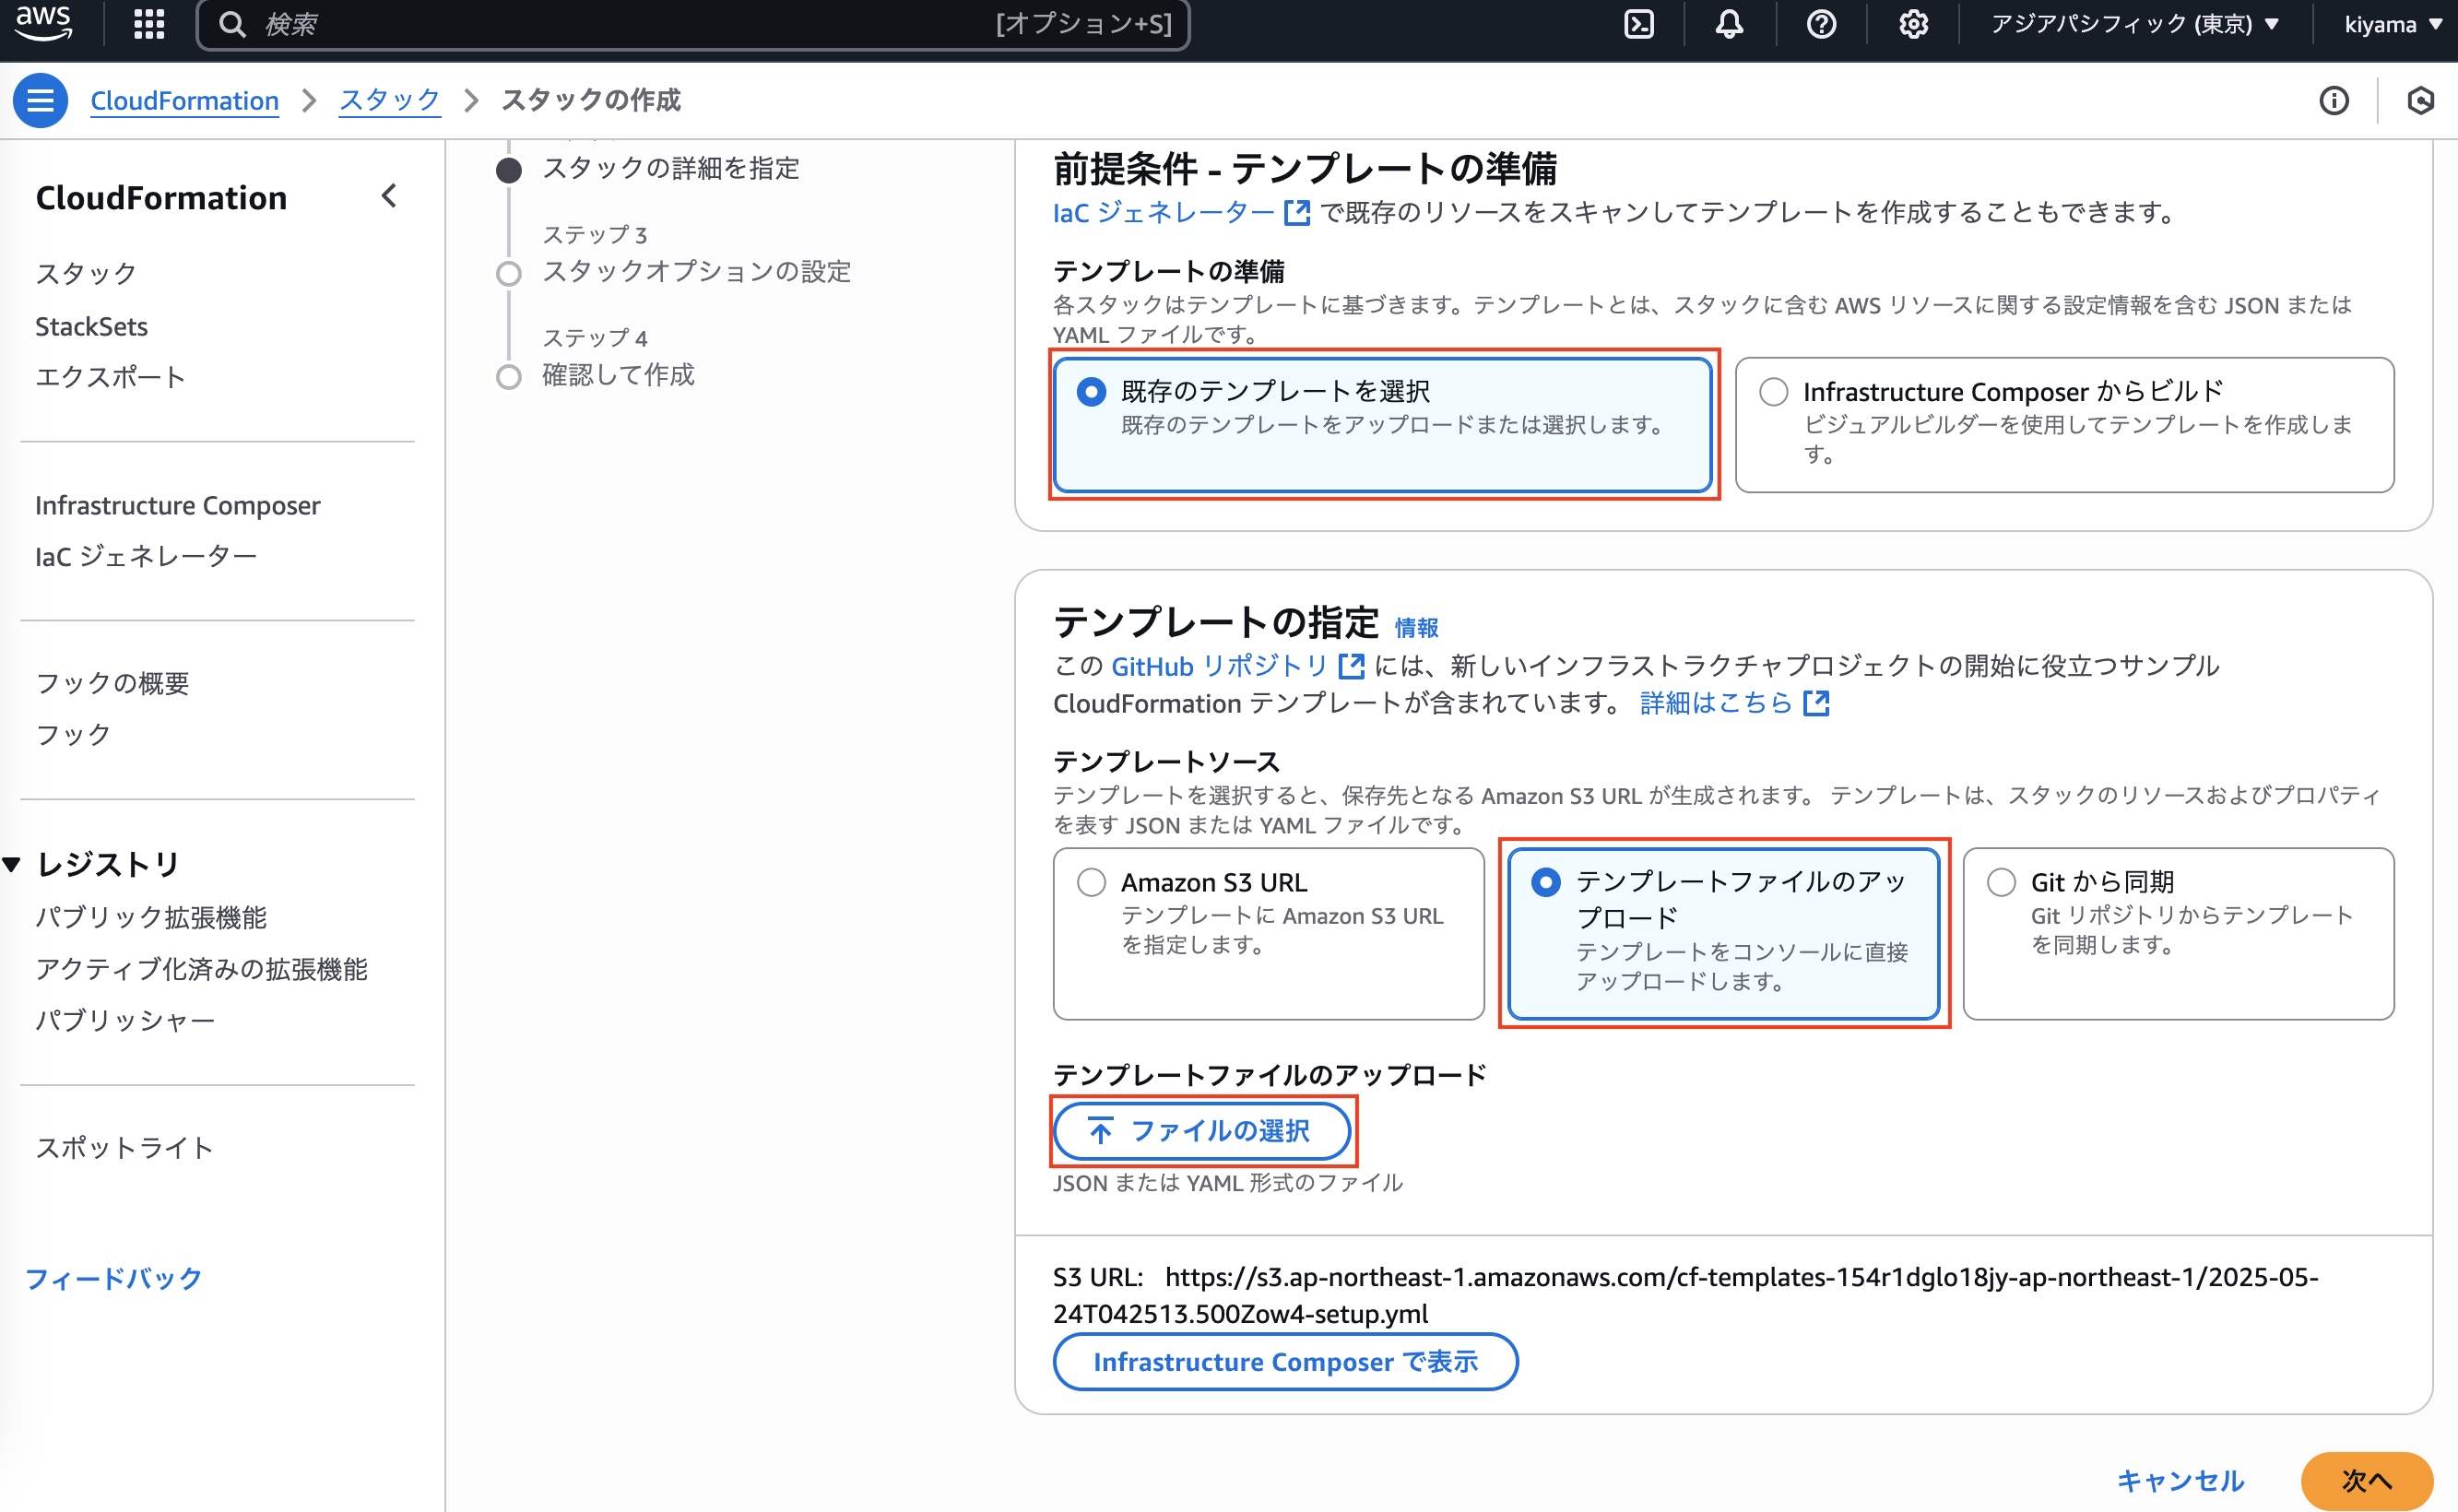 aws
検索
[オプション+S]
アジアパシフィック (東京) ▼
kiyama ▼
CloudFormation
スタック
スタックの作成
CloudFormation
スタック
StackSets
エクスポート
Infrastructure Composer
IaC ジェネレーター
フックの概要
フック
レジストリ
パブリック拡張機能
アクティブ化済みの拡張機能
パブリッシャー
スポットライト
フィードバック
スタックの詳細を指定
ステップ 3
スタックオプションの設定
ステップ 4
確認して作成
前提条件 - テンプレートの準備
IaC ジェネレーター で既存のリソースをスキャンしてテンプレートを作成することもできます。
テンプレートの準備
各スタックはテンプレートに基づきます。テンプレートとは、スタックに含む AWS リソースに関する設定情報を含む JSON または
YAML ファイルです。
既存のテンプレートを選択
既存のテンプレートをアップロードまたは選択します。
Infrastructure Composer からビルド
ビジュアルビルダーを使用してテンプレートを作成しま
す。
テンプレートの指定 情報
この GitHub リポジトリ には、新しいインフラストラクチャプロジェクトの開始に役立つサンプル
CloudFormation テンプレートが含まれています。 詳細はこちら
テンプレートソース
テンプレートを選択すると、保存先となる Amazon S3 URL が生成されます。 テンプレートは、スタックのリソースおよびプロパティ
を表す JSON または YAML ファイルです。
Amazon S3 URL
テンプレートに Amazon S3 URL
を指定します。
テンプレートファイルのアッ
プロード
テンプレートをコンソールに直接
アップロードします。
Git から同期
Git リポジトリからテンプレート
を同期します。
テンプレートファイルのアップロード
ファイルの選択
JSON または YAML 形式のファイル
S3 URL: https://s3.ap-northeast-1.amazonaws.com/cf-templates-154r1dglo18jy-ap-northeast-1/2025-05-
24T042513.500Zow4-setup.yml
Infrastructure Composer で表示
キャンセル
次へ